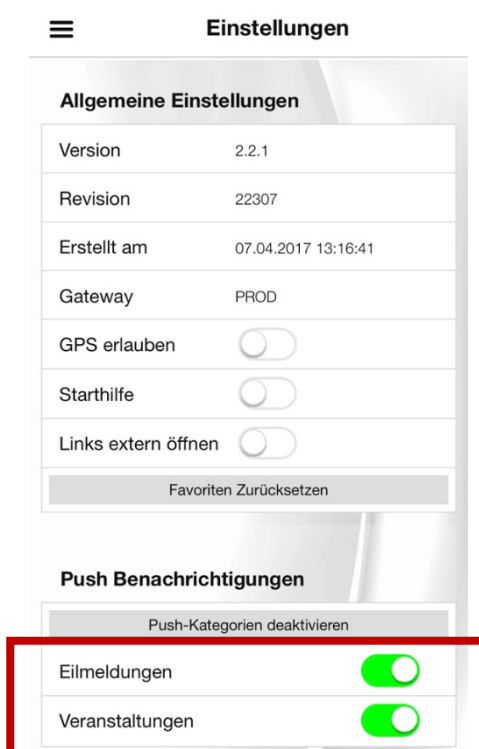 Einstellungen
Allgemeine Einstellungen
Version 2.2.1
Revision 22307
Erstellt am 07.04.2017 13:16:41
Gateway PROD
GPS erlauben
Starthilfe
Links extern öffnen
Favoriten Zurücksetzen
Push Benachrichtigungen
Push-Kategorien deaktivieren
Eilmeldungen
Veranstaltungen